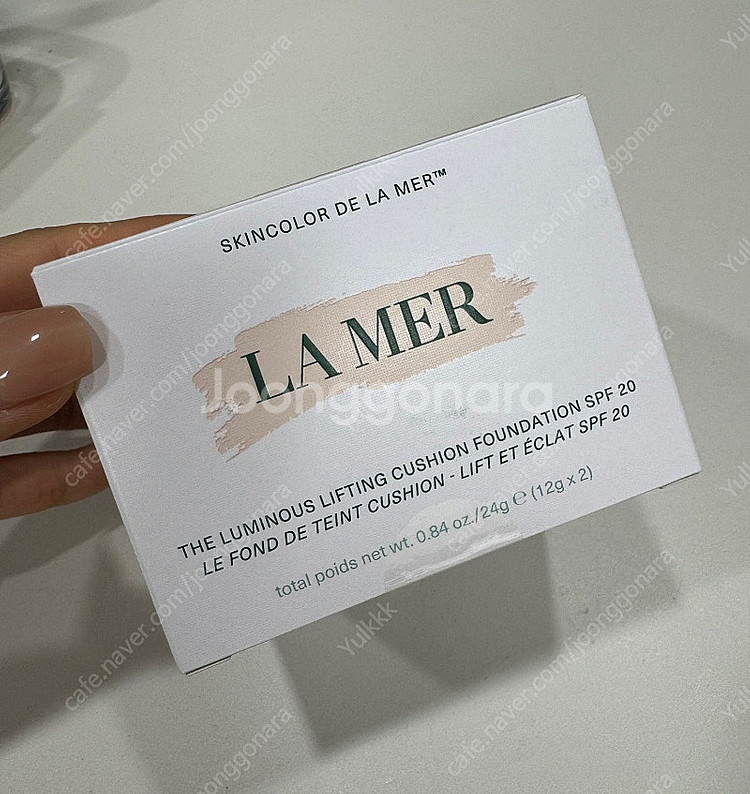 SKINCOLOR DE LA MER™
LA MER
Joonggonara
THE LUMINOUS LIFTING CUSHION FOUNDATION SPF 20
LE FOND DE TEINT CUSHION - LIFT ET ÉCLAT SPF 20
total poids net wt. 0.84 oz./24g ℮ (12g x 2)
Yulkkk
cafe.naver.com/joonggonara